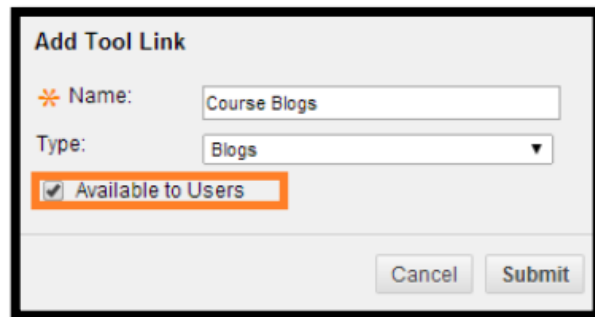 Add Tool Link
Name: Course Blogs
Type: Blogs
Available to Users
Cancel Submit